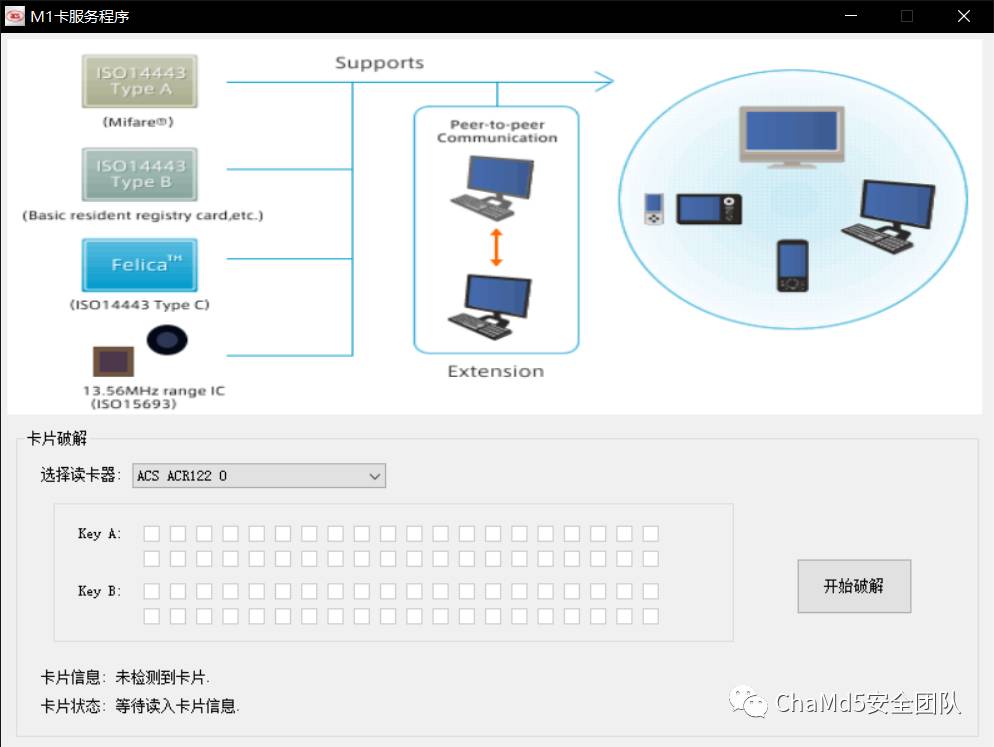 M1卡服务程序
Supports
ISO14443
Type A
(Mifare®)
ISO14443
Type B
(Basic resident registry card,etc.)
Felica™
(ISO14443 Type C)
13.56MHz range IC
(ISO15693)
Peer-to-peer
Communication
Extension
卡片破解
选择读卡器: ACS ACR122 0
Key A:
Key B:
开始破解
卡片信息: 未检测到卡片.
卡片状态: 等待读入卡片信息.
ChaMd5安全团队